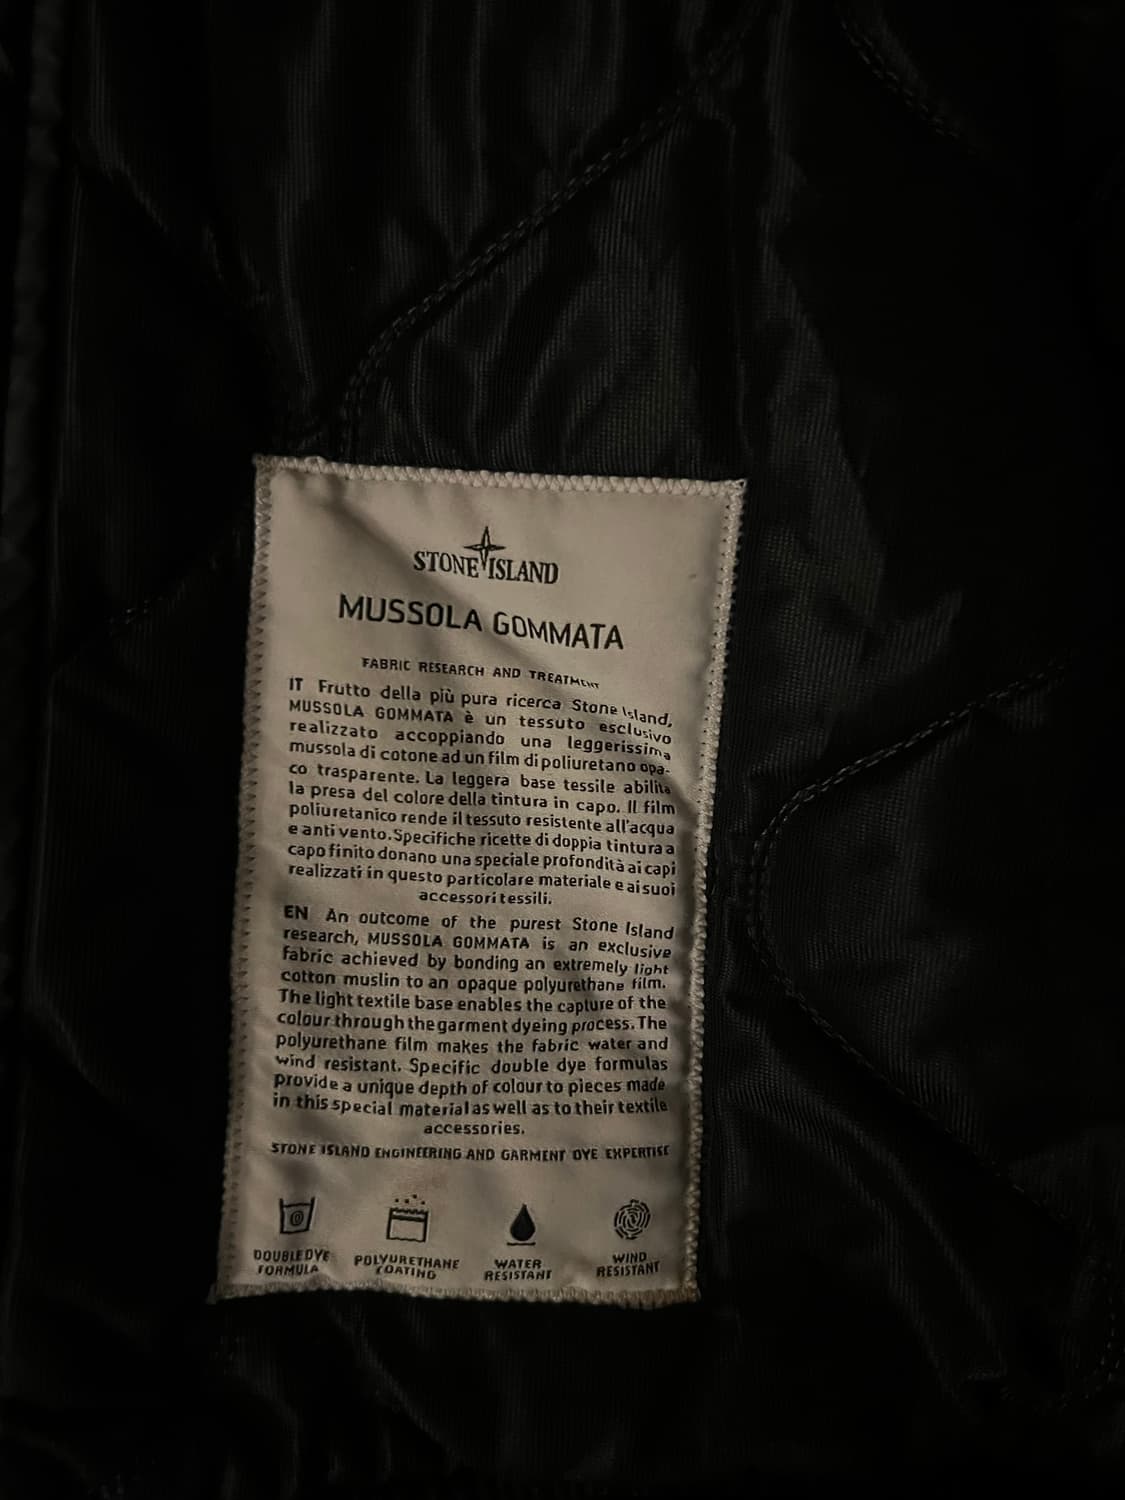 STONE ISLAND
MUSSOLA GOMMATA
FABRIC RESEARCH AND TREATMENT
IT Frutto della più pura ricerca Stone Island,
MUSSOLA GOMMATA è un tessuto esclusivo
realizzato accoppiando una leggerissima
mussola di cotone ad un film di poliuretano opa-
co trasparente. La leggera base tessile abilita
la presa del colore della tintura in capo. Il film
poliuretanico rende il tessuto resistente all'acqua
e anti vento. Specifiche ricette di doppia tintura a
capo finito donano una speciale profondità ai capi
realizzati in questo particolare materiale e ai suoi
accessori tessili.
EN An outcome of the purest Stone Island
research, MUSSOLA GOMMATA is an exclusive
fabric achieved by bonding an extremely light
cotton muslin to an opaque polyurethane film.
The light textile base enables the capture of the
colour through the garment dyeing process. The
polyurethane film makes the fabric water and
wind resistant. Specific double dye formulas
provide a unique depth of colour to pieces made
in this special material as well as to their textile
accessories.
STONE ISLAND ENGINEERING AND GARMENT DYE EXPERTISE
DOUBLE DYE
FORMULA
POLYURETHANE
COATING
WATER
RESISTANT
WIND
RESISTANT